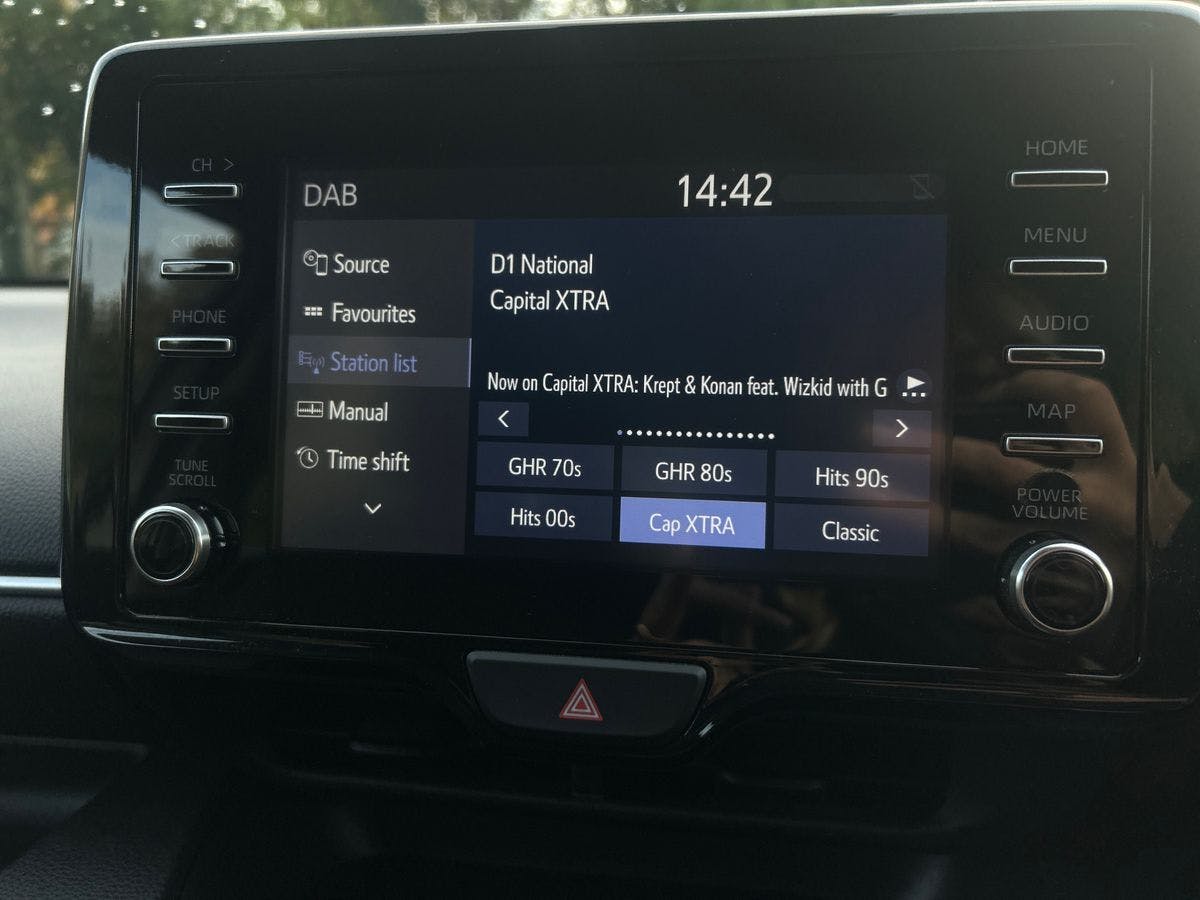 CH >
< TRACK
PHONE
SETUP
TUNE
SCROLL
DAB
14:42
Source
Favourites
Station list
Manual
Time shift
D1 National
Capital XTRA
Now on Capital XTRA: Krept & Konan feat. Wizkid with G
GHR 70s
GHR 80s
Hits 90s
Hits 00s
Cap XTRA
Classic
HOME
MENU
AUDIO
MAP
POWER
VOLUME